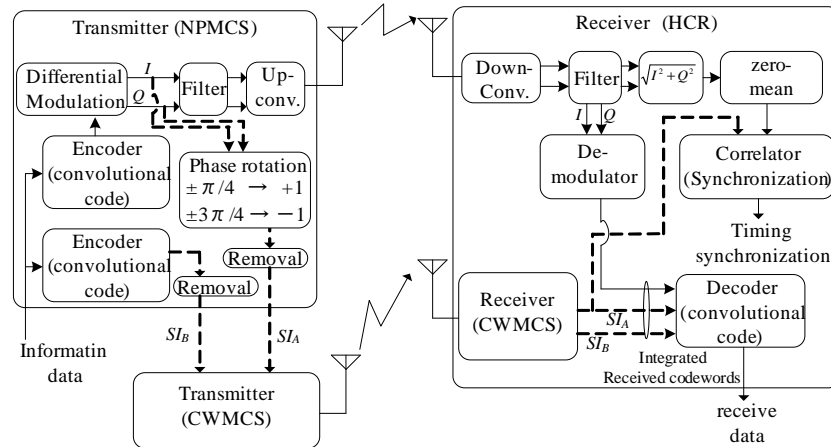 Transmitter (NPMCS)
Differential
Modulation
I
Q
Filter
Up-
conv.
Encoder
(convolutional
code)
Phase rotation
±π/4 → +1
±3π/4 → −1
Encoder
(convolutional
code)
Removal
Removal
Informatin
data
SI_B
SI_A
Transmitter
(CWMCS)
Receiver (HCR)
Down-
Conv.
Filter
√I²+Q²
zero-
mean
I
Q
De-
modulator
Correlator
(Synchronization)
Timing
synchronization
Receiver
(CWMCS)
SI_A
SI_B
Decoder
(convolutional
code)
Integrated
Received codewords
receive
data